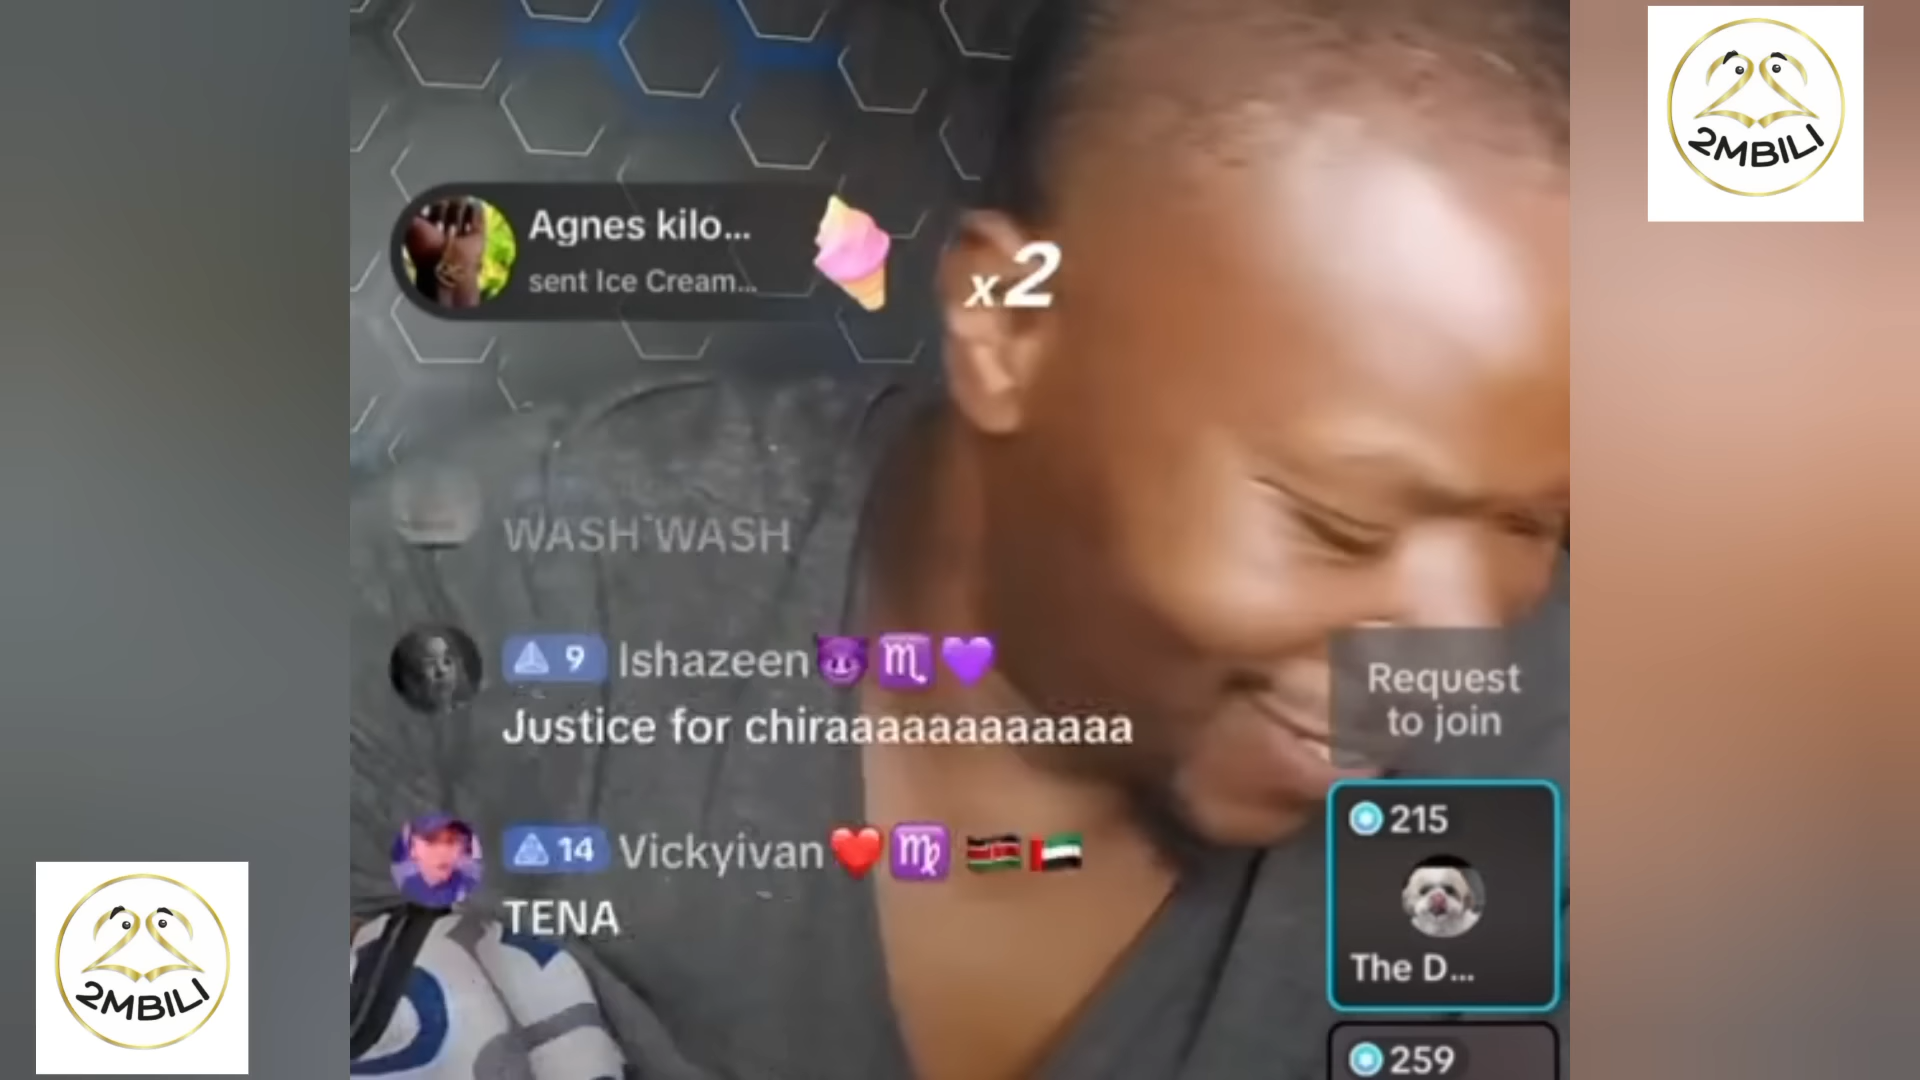 2MBILI
Agnes kilo...
sent Ice Cream...
x2
WASH WASH
9 Ishazeen😈♏💜
Justice for chiraaaaaaaaaaaa
Request
to join
14 Vickyivan❤️♍🇰🇪🇦🇪
TENA
215
The D...
259
2MBILI